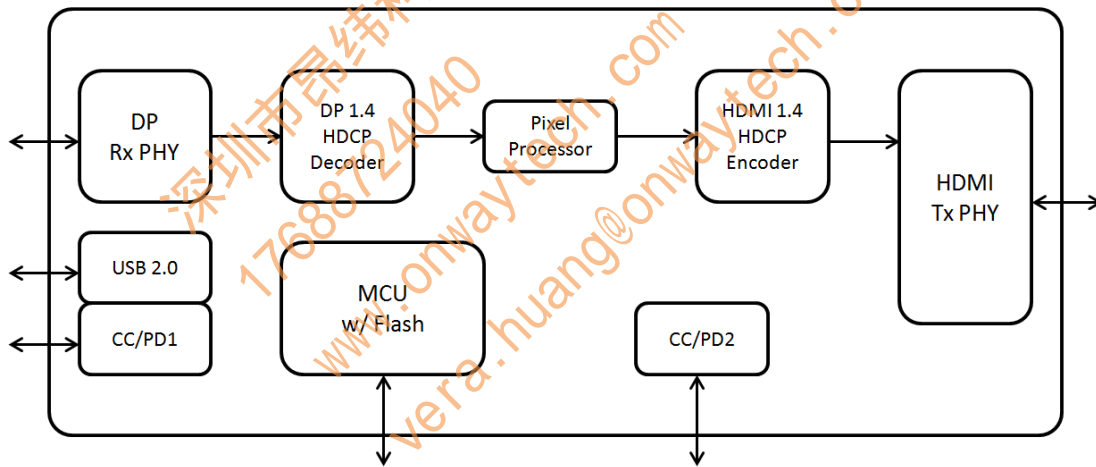 DP
Rx PHY
DP 1.4
HDCP
Decoder
Pixel
Processor
HDMI 1.4
HDCP
Encoder
HDMI
Tx PHY
USB 2.0
CC/PD1
MCU
w/ Flash
CC/PD2
深圳市昂纬科
17688724040
www.onwaytech.com
vera.huang@onwaytech.c